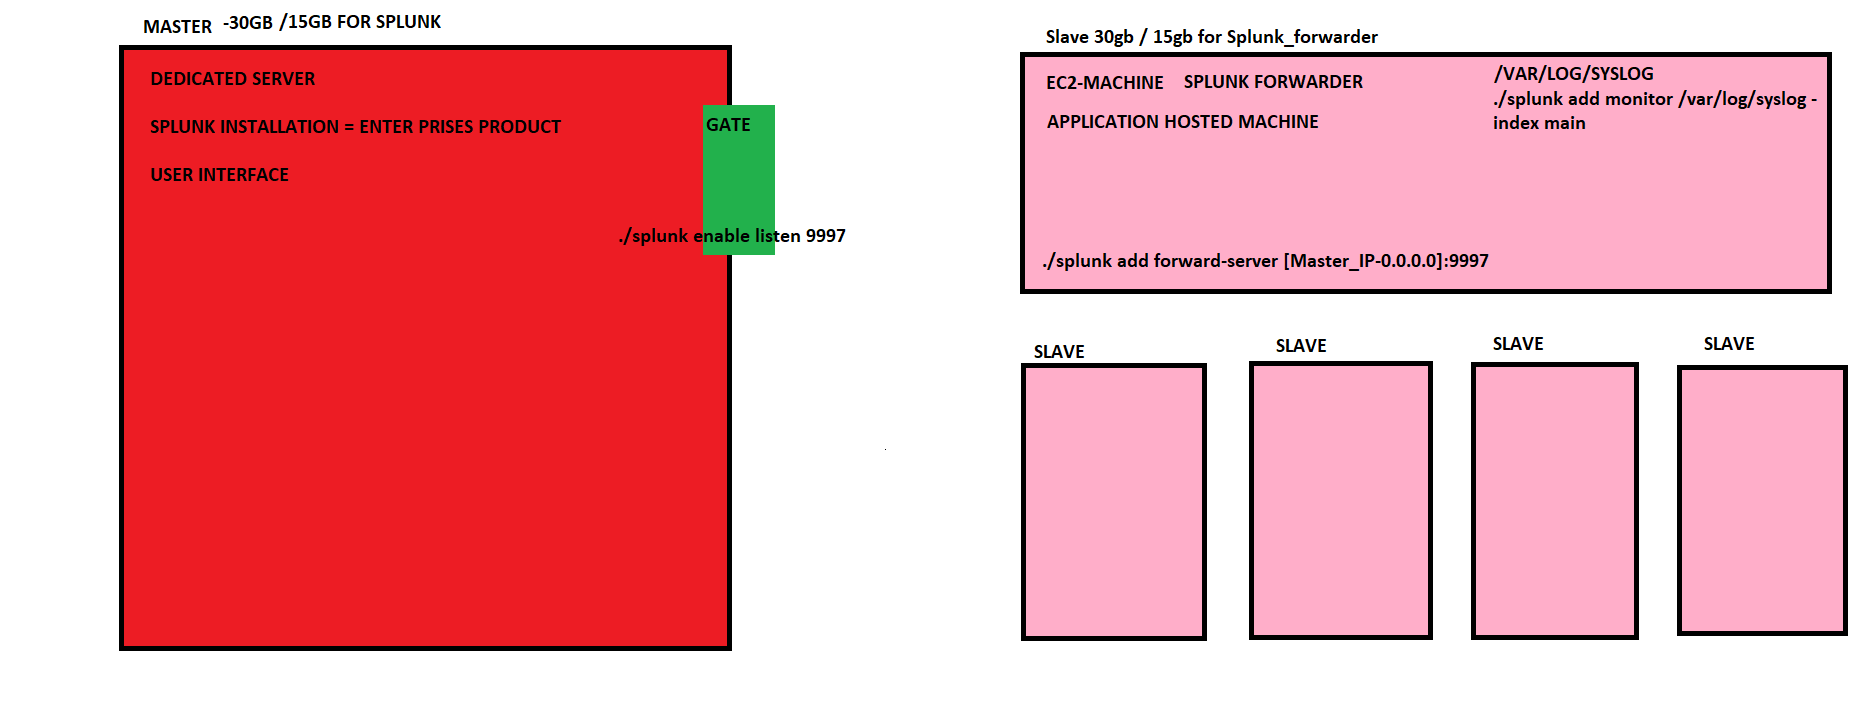 MASTER -30GB /15GB FOR SPLUNK
DEDICATED SERVER
SPLUNK INSTALLATION = ENTER PRISES PRODUCT
USER INTERFACE
GATE
./splunk enable listen 9997
Slave 30gb / 15gb for Splunk_forwarder
EC2-MACHINE SPLUNK FORWARDER
APPLICATION HOSTED MACHINE
/VAR/LOG/SYSLOG
./splunk add monitor /var/log/syslog -
index main
./splunk add forward-server [Master_IP-0.0.0.0]:9997
SLAVE
SLAVE
SLAVE
SLAVE